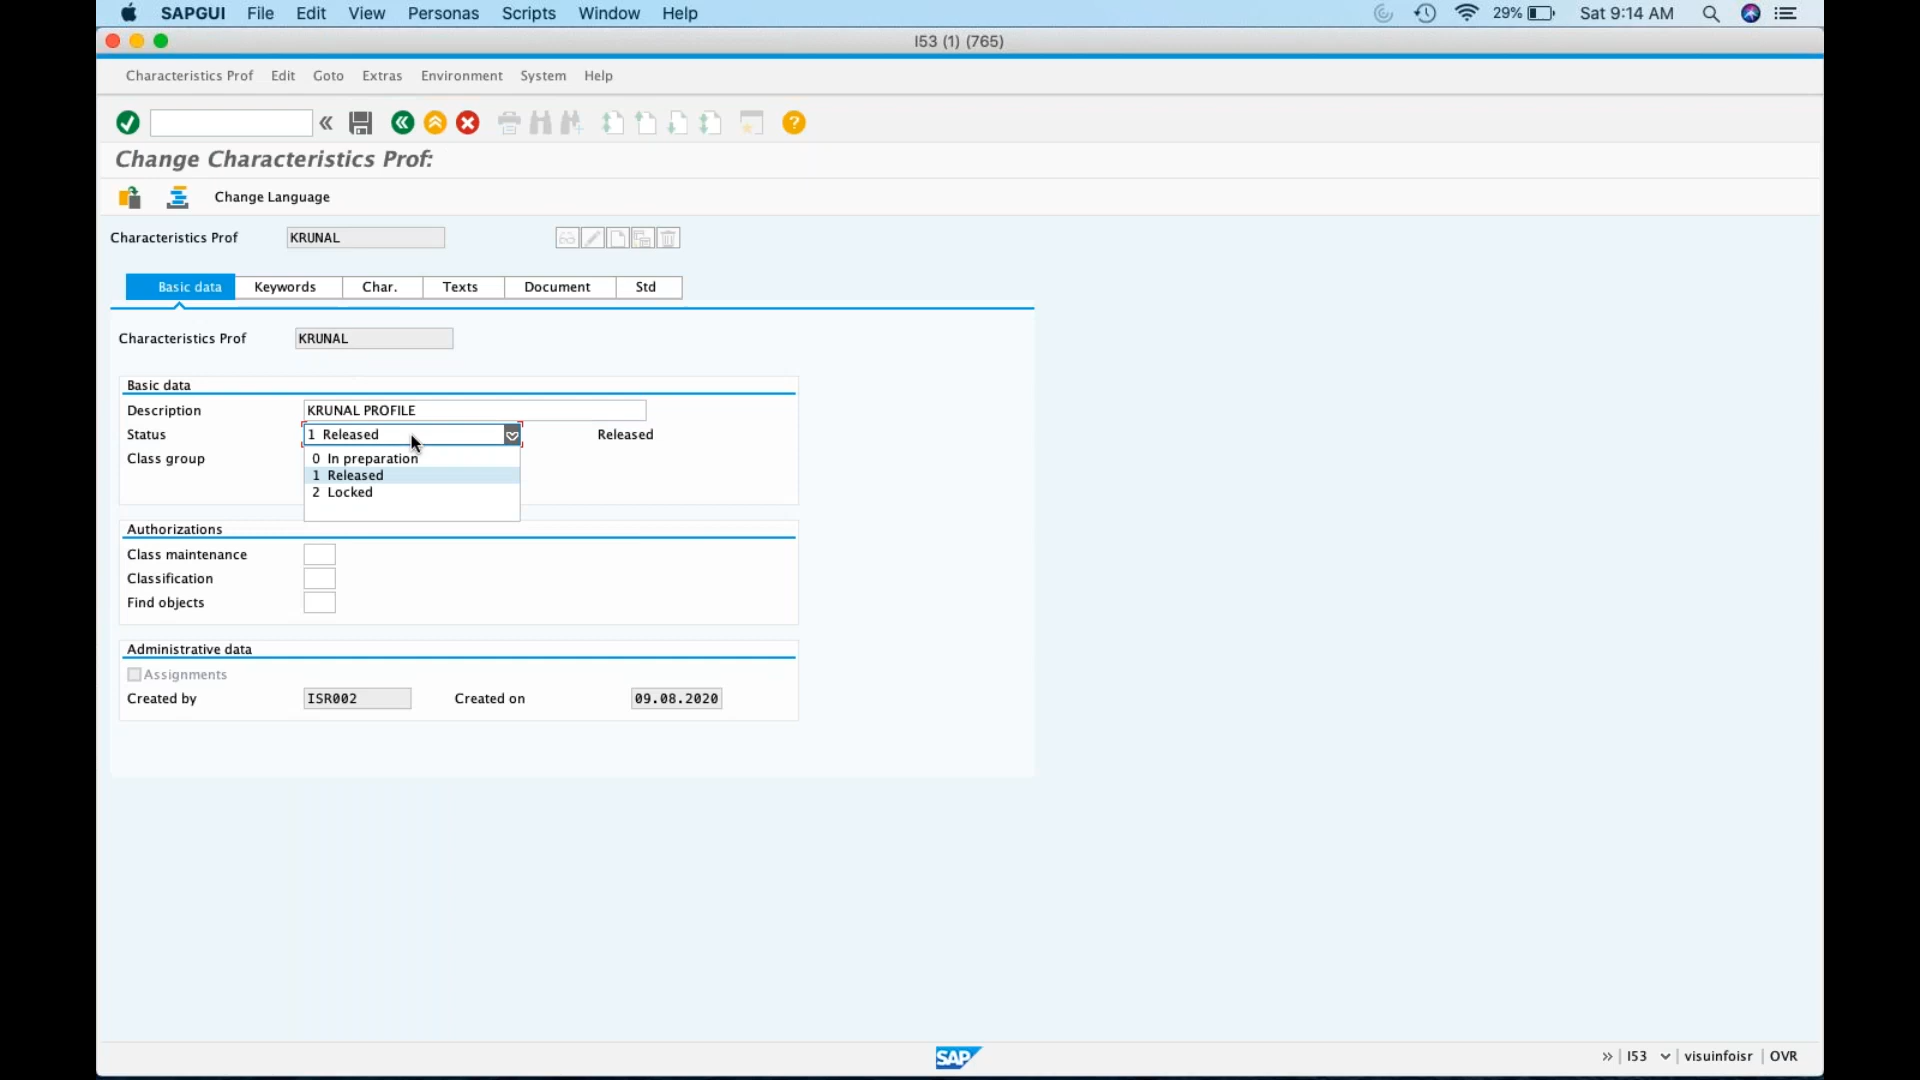 SAPGUI File Edit View Personas Scripts Window Help 29% Sat 9:14 AM
I53 (1) (765)
Characteristics Prof Edit Goto Extras Environment System Help
Change Characteristics Prof:
Change Language
Characteristics Prof KRUNAL
Basic data Keywords Char. Texts Document Std
Characteristics Prof KRUNAL
Basic data
Description KRUNAL PROFILE
Status 1 Released Released
Class group 0 In preparation
1 Released
2 Locked
Authorizations
Class maintenance
Classification
Find objects
Administrative data
Assignments
Created by ISR002 Created on 09.08.2020
SAP I53 visuinfoisr OVR